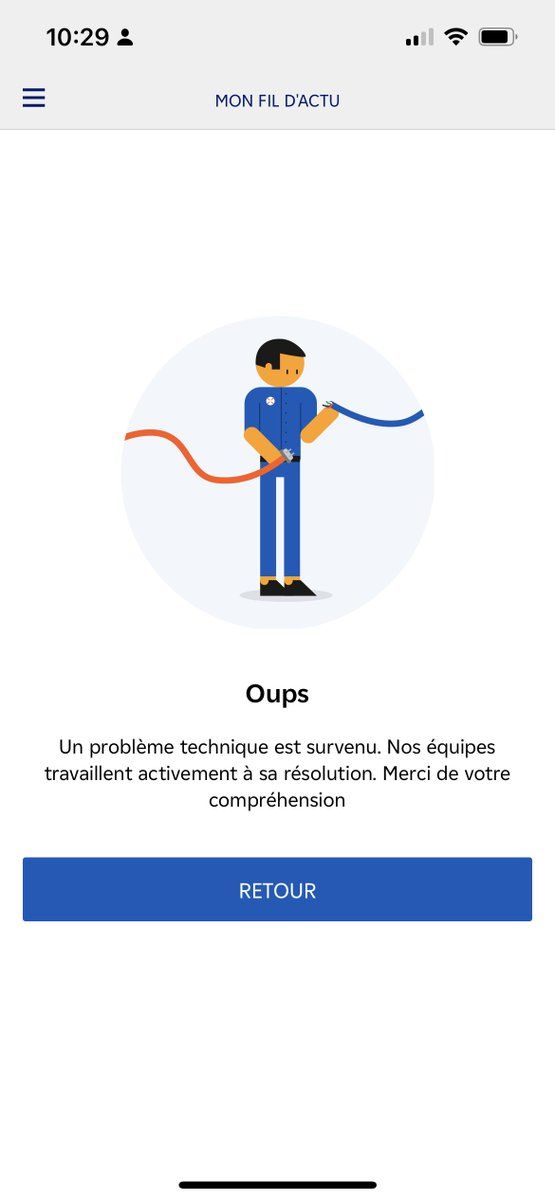 10:29
MON FIL D'ACTU
Oups
Un problème technique est survenu. Nos équipes
travaillent activement à sa résolution. Merci de votre
compréhension
RETOUR